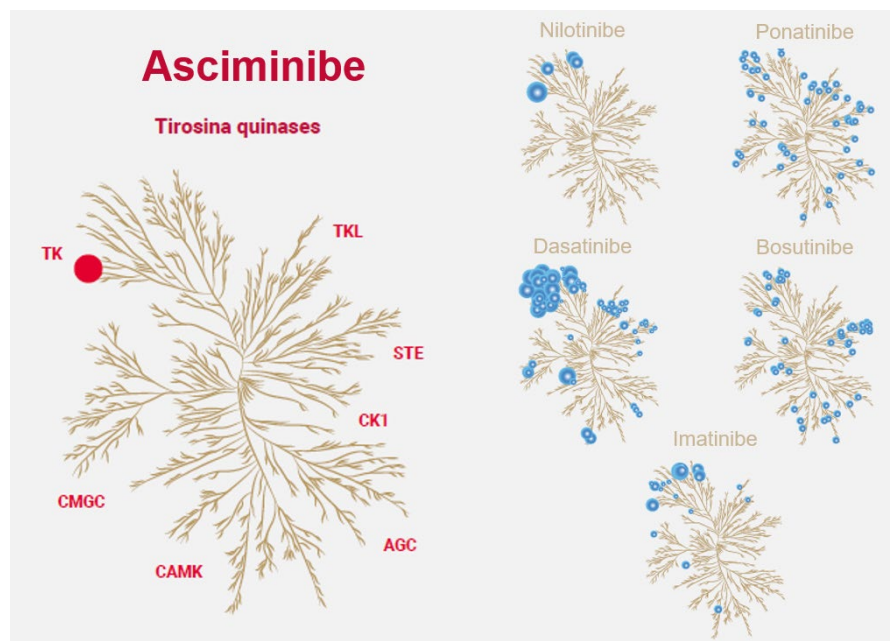 Asciminibe
Tirosina quinases
TK
TKL
STE
CK1
CMGC
AGC
CAMK
Nilotinibe
Ponatinibe
Dasatinibe
Bosutinibe
Imatinibe